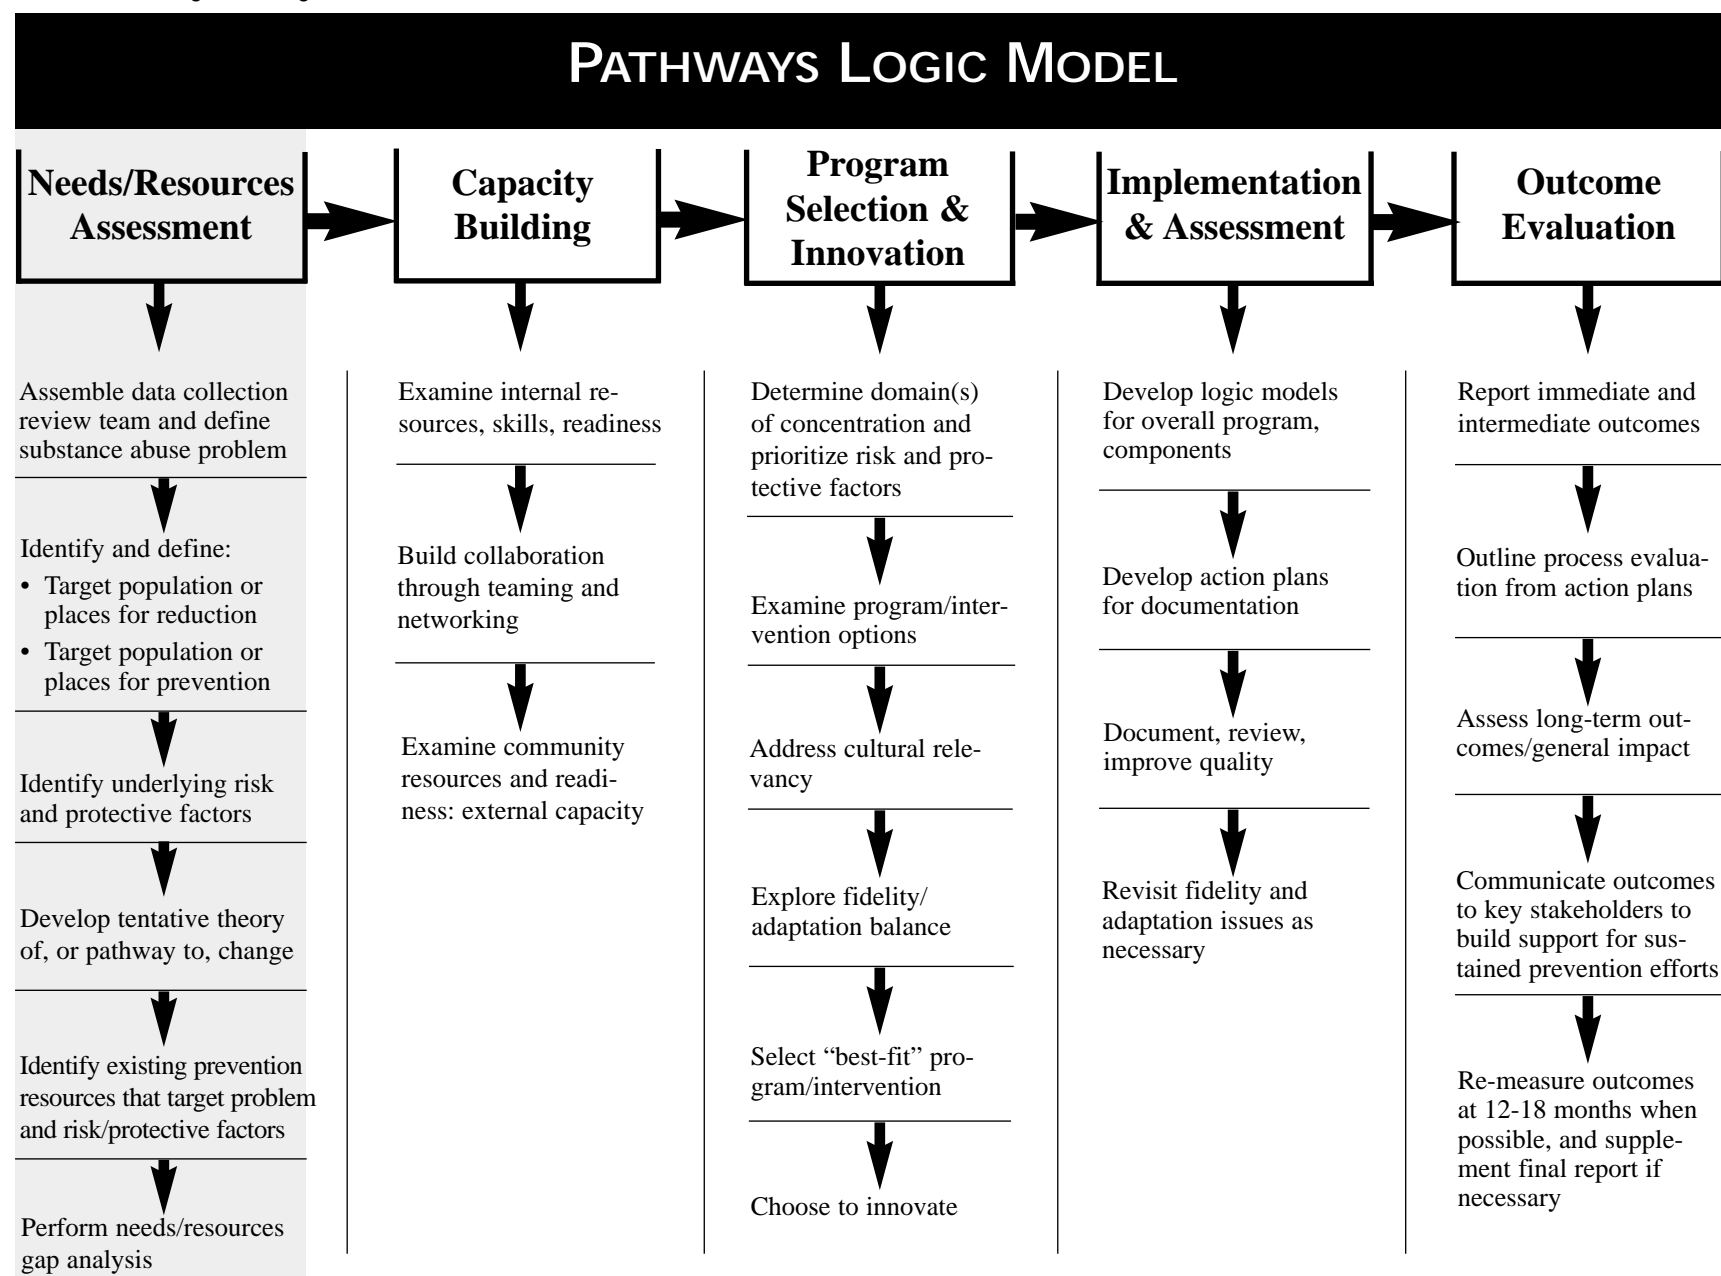 PATHWAYS LOGIC MODEL
Needs/Resources
Assessment
Capacity
Building
Program
Selection &
Innovation
Implementation
& Assessment
Outcome
Evaluation
Assemble data collection
review team and define
substance abuse problem
Identify and define:
• Target population or
places for reduction
• Target population or
places for prevention
Identify underlying risk
and protective factors
Develop tentative theory
of, or pathway to, change
Identify existing prevention
resources that target problem
and risk/protective factors
Perform needs/resources
gap analysis
Examine internal re-
sources, skills, readiness
Build collaboration
through teaming and
networking
Examine community
resources and readi-
ness: external capacity
Determine domain(s)
of concentration and
prioritize risk and pro-
tective factors
Examine program/inter-
vention options
Address cultural rele-
vancy
Explore fidelity/
adaptation balance
Select “best-fit” pro-
gram/intervention
Choose to innovate
Develop logic models
for overall program,
components
Develop action plans
for documentation
Document, review,
improve quality
Revisit fidelity and
adaptation issues as
necessary
Report immediate and
intermediate outcomes
Outline process evalua-
tion from action plans
Assess long-term out-
comes/general impact
Communicate outcomes
to key stakeholders to
build support for sus-
tained prevention efforts
Re-measure outcomes
at 12-18 months when
possible, and supple-
ment final report if
necessary